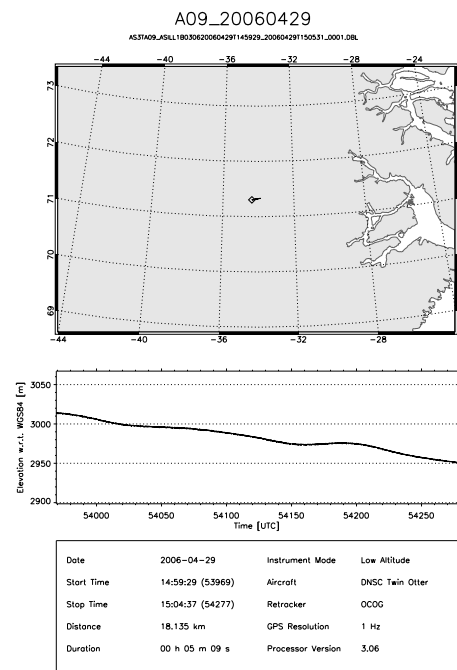 A09_20060429
AS3TA09_ASILL1B030620060429T145929_20060429T150531_0001.DBL
-44 -40 -36 -32 -28 -24
73
72
71
70
69
-44 -40 -36 -32 -28
Elevation w.r.t. WGS84 [m]
3050
3000
2950
2900
54000 54050 54100 54150 54200 54250
Time [UTC]
Date 2006-04-29 Instrument Mode Low Altitude
Start Time 14:59:29 (53969) Aircraft DNSC Twin Otter
Stop Time 15:04:37 (54277) Retracker OCOG
Distance 18.135 km GPS Resolution 1 Hz
Duration 00 h 05 m 09 s Processor Version 3.06